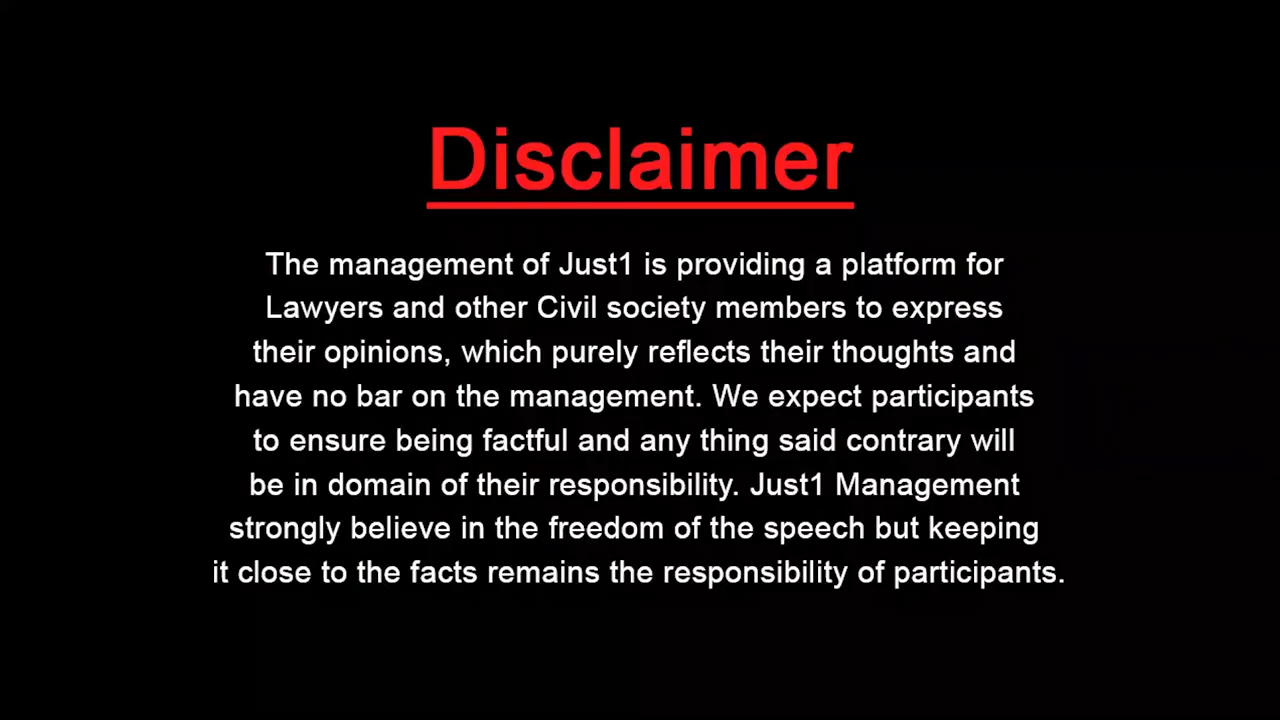 Disclaimer
The management of Just1 is providing a platform for
Lawyers and other Civil society members to express
their opinions, which purely reflects their thoughts and
have no bar on the management. We expect participants
to ensure being factful and any thing said contrary will
be in domain of their responsibility. Just1 Management
strongly believe in the freedom of the speech but keeping
it close to the facts remains the responsibility of participants.